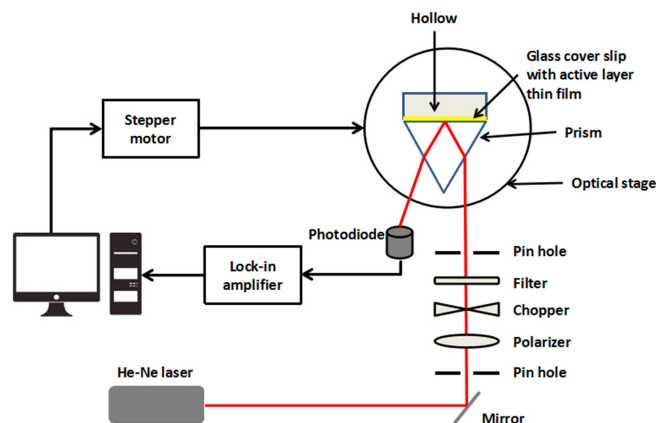 Hollow
Glass cover slip
with active layer
thin film
Stepper
motor
Prism
Optical stage
Photodiode
Pin hole
Lock-in
amplifier
Filter
Chopper
Polarizer
He-Ne laser
Pin hole
Mirror